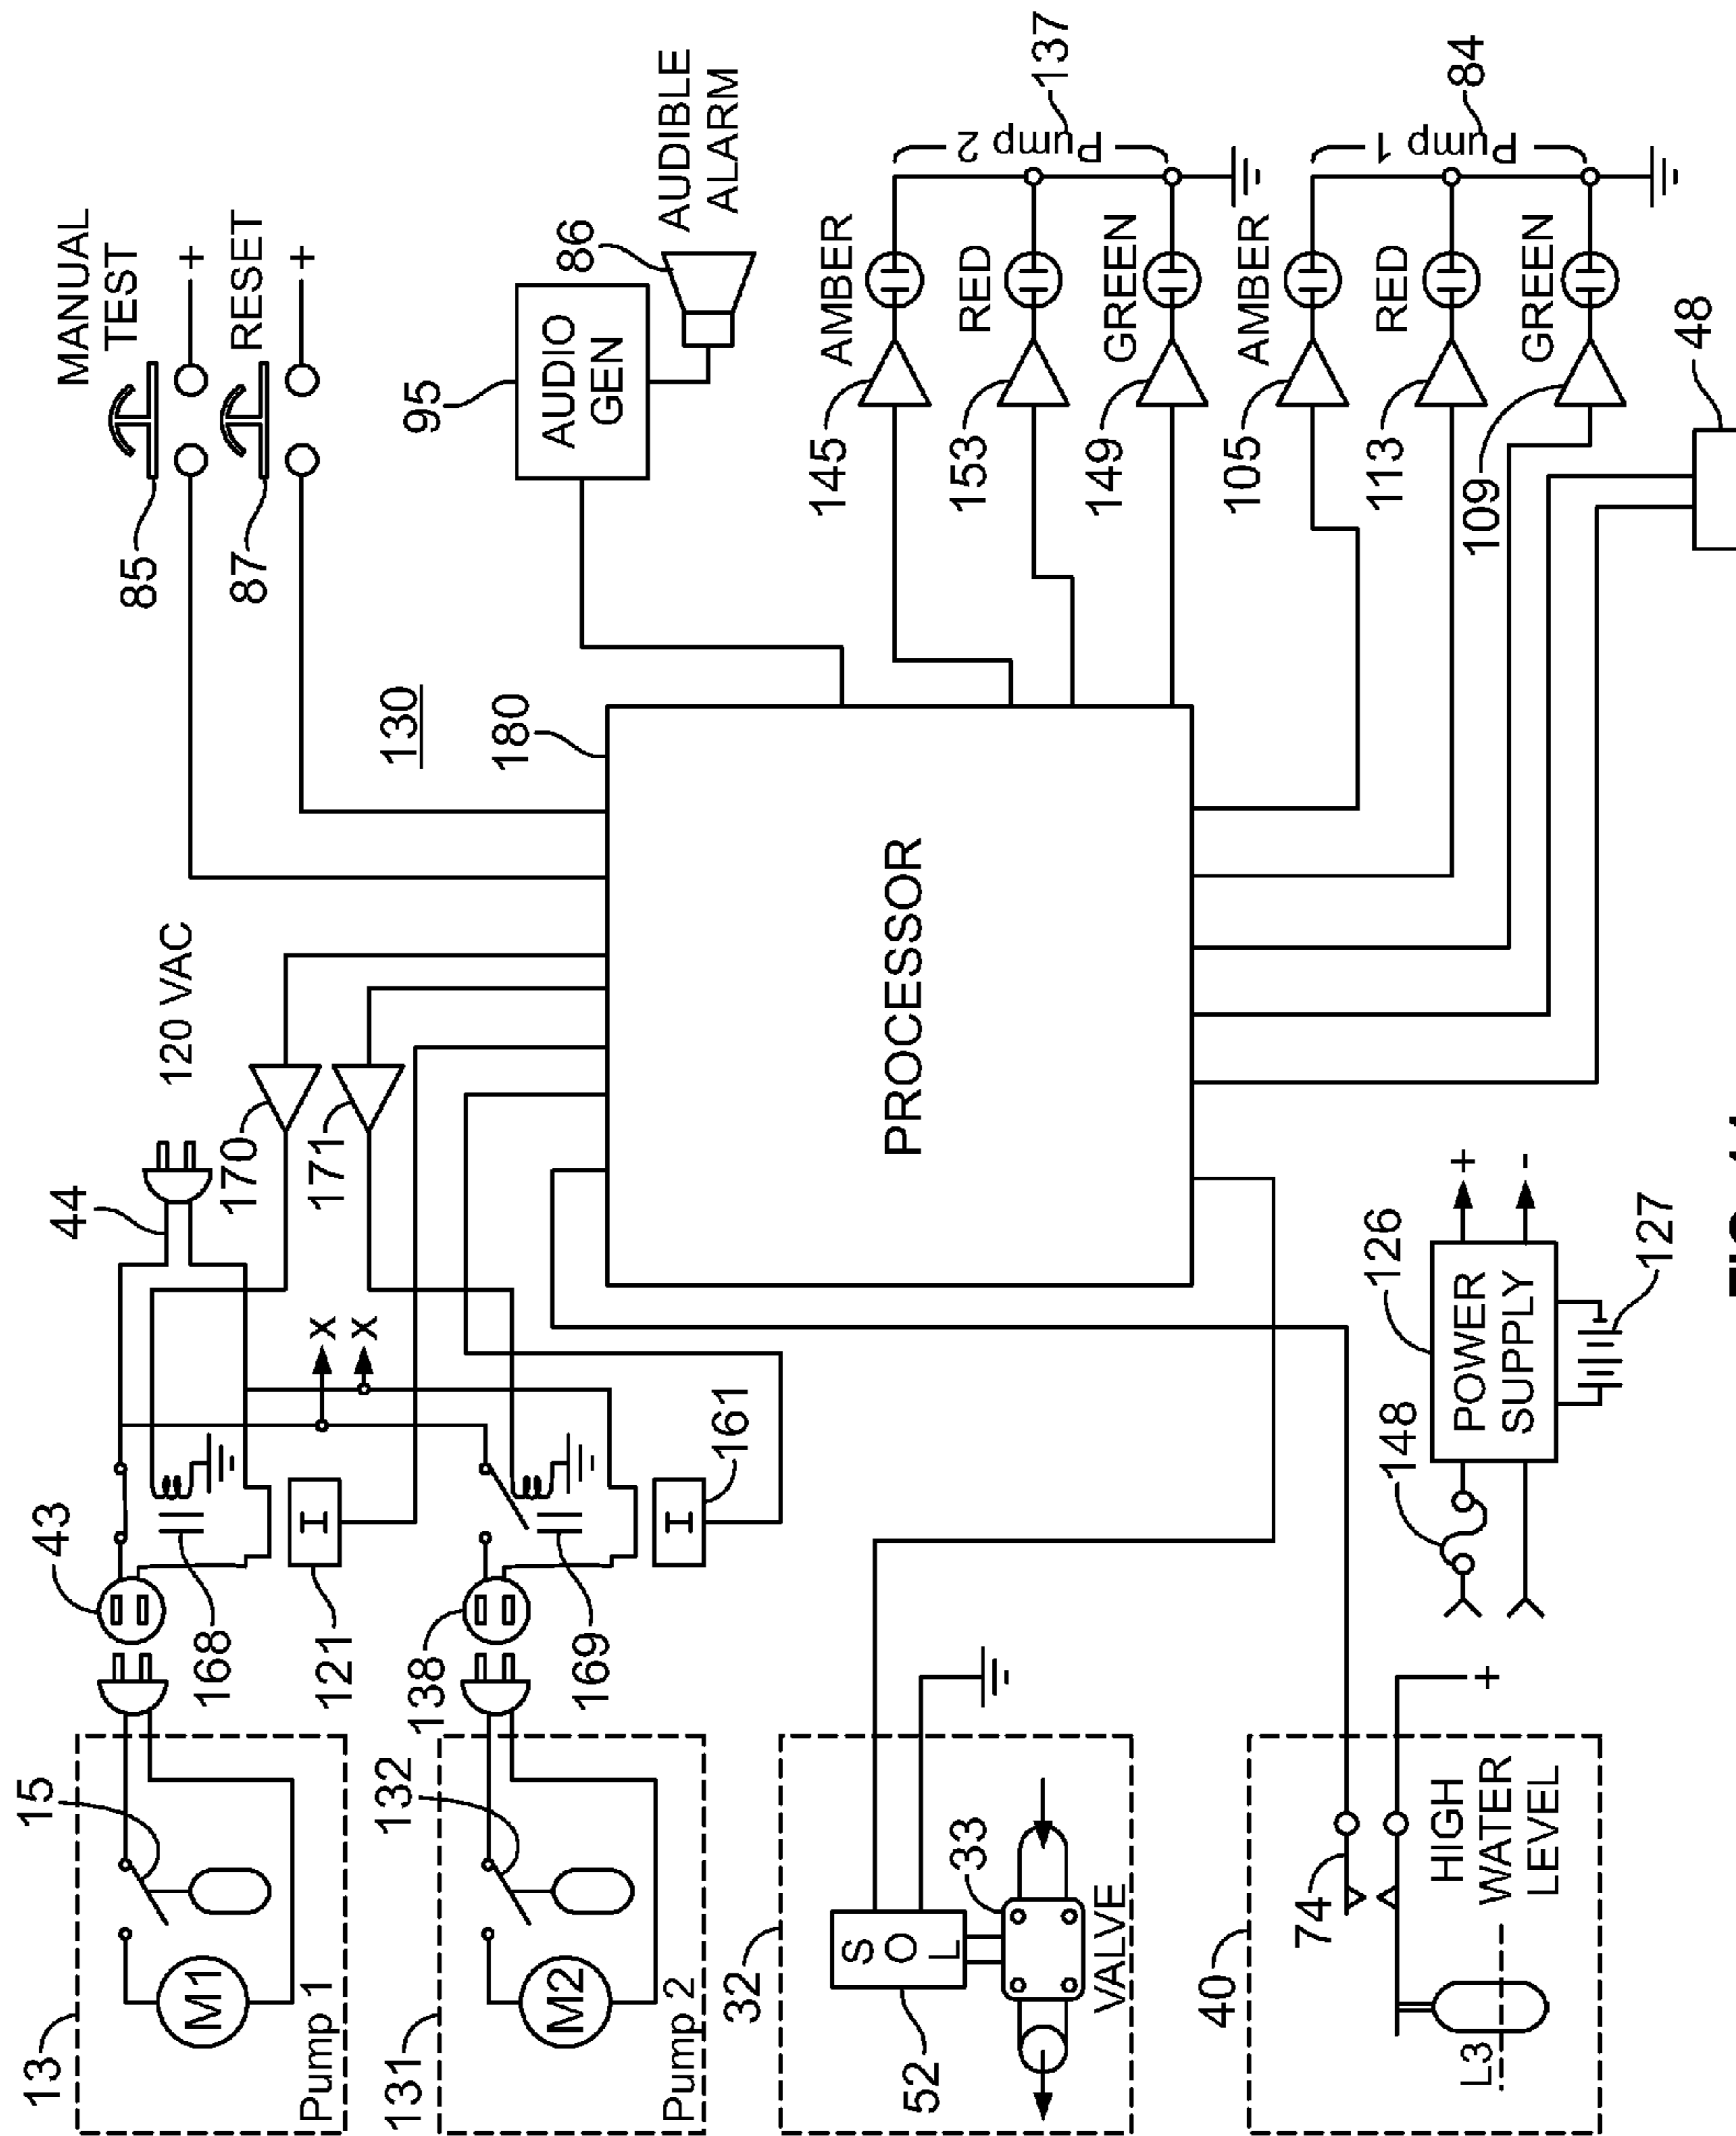 13
15
M1
Pump 1
131
132
M2
Pump 2
32
SOL
52
33
VALVE
40
74
+
HIGH
WATER
LEVEL
L3
43
168
121
I
138
169
161
I
44
120 VAC
170
171
X
X
148
126
POWER
SUPPLY
+
-
127
85
MANUAL
TEST
+
87
RESET
+
130
180
PROCESSOR
95
AUDIO
GEN
86
AUDIBLE
ALARM
145
AMBER
153
RED
149
GREEN
Pump 2
137
105
AMBER
113
RED
109
GREEN
Pump 1
84
48